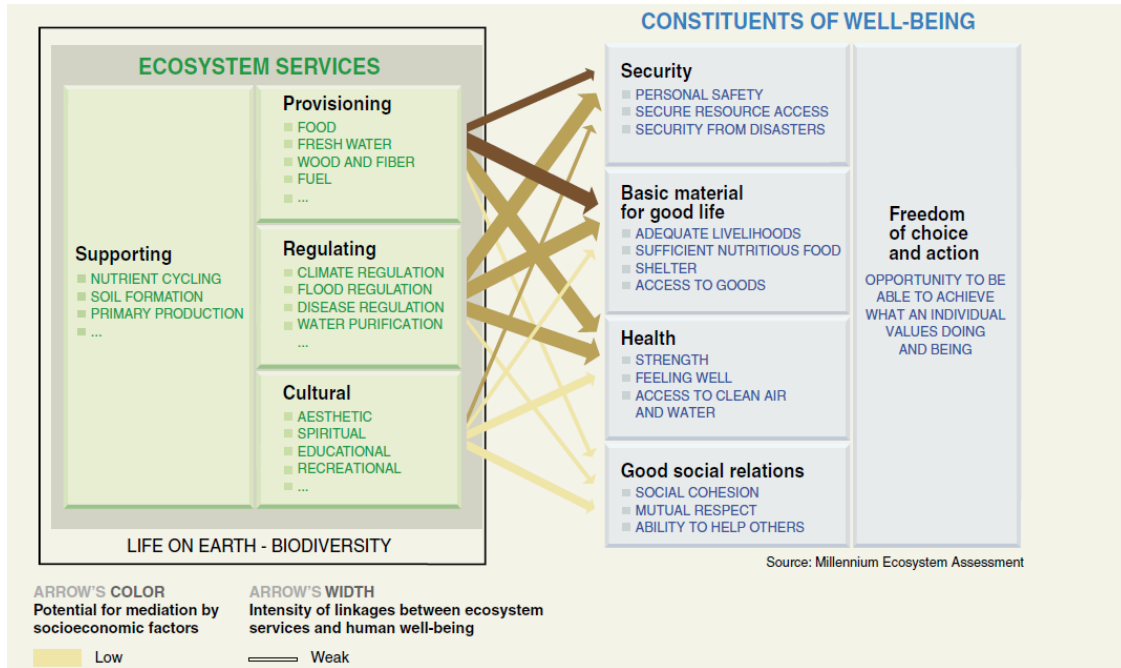 CONSTITUENTS OF WELL-BEING
ECOSYSTEM SERVICES
Supporting
NUTRIENT CYCLING
SOIL FORMATION
PRIMARY PRODUCTION
...
Provisioning
FOOD
FRESH WATER
WOOD AND FIBER
FUEL
...
Regulating
CLIMATE REGULATION
FLOOD REGULATION
DISEASE REGULATION
WATER PURIFICATION
...
Cultural
AESTHETIC
SPIRITUAL
EDUCATIONAL
RECREATIONAL
...
LIFE ON EARTH - BIODIVERSITY
Security
PERSONAL SAFETY
SECURE RESOURCE ACCESS
SECURITY FROM DISASTERS
Basic material
for good life
ADEQUATE LIVELIHOODS
SUFFICIENT NUTRITIOUS FOOD
SHELTER
ACCESS TO GOODS
Health
STRENGTH
FEELING WELL
ACCESS TO CLEAN AIR
AND WATER
Good social relations
SOCIAL COHESION
MUTUAL RESPECT
ABILITY TO HELP OTHERS
Freedom
of choice
and action
OPPORTUNITY TO BE
ABLE TO ACHIEVE
WHAT AN INDIVIDUAL
VALUES DOING
AND BEING
Source: Millennium Ecosystem Assessment
ARROW'S COLOR
Potential for mediation by
socioeconomic factors
Low
ARROW'S WIDTH
Intensity of linkages between ecosystem
services and human well-being
Weak